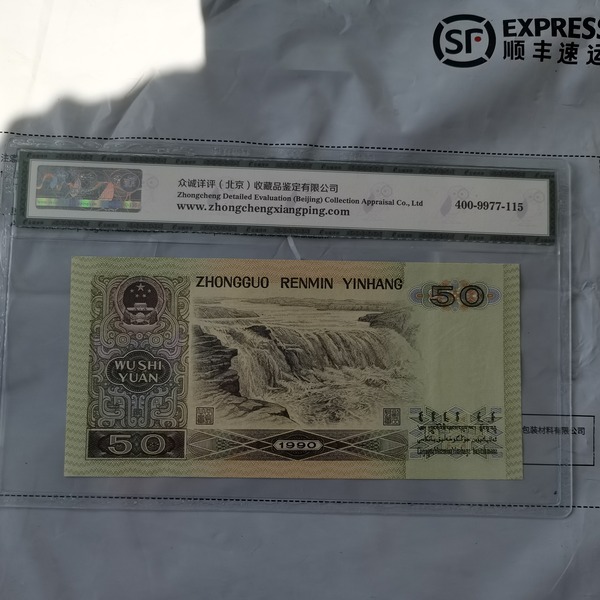 SF EXPRESS
顺丰速运
众诚详评（北京）收藏品鉴定有限公司
Zhongcheng Detailed Evaluation (Beijing) Collection Appraisal Co., Ltd
www.zhongchengxiangping.com
400-9977-115
ZHONGGUO RENMIN YINHANG
50
WUSHI
YUAN
50
1990
包装材料有限公司